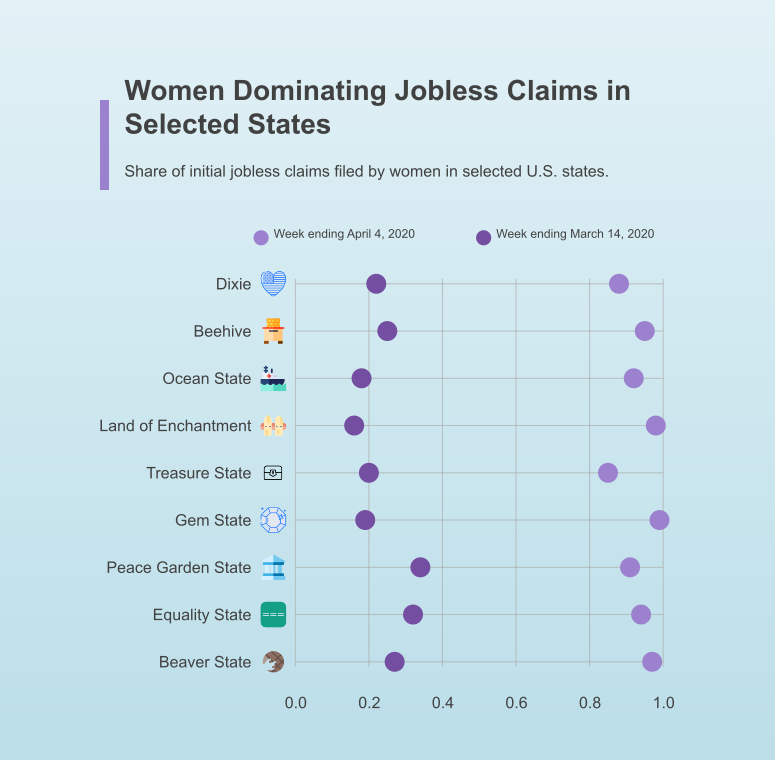 Women Dominating Jobless Claims in
Selected States
Share of initial jobless claims filed by women in selected U.S. states.
Week ending April 4, 2020
Week ending March 14, 2020
Dixie
Beehive
Ocean State
Land of Enchantment
Treasure State
Gem State
Peace Garden State
Equality State
===
Beaver State
0.0 0.2 0.4 0.6 0.8 1.0